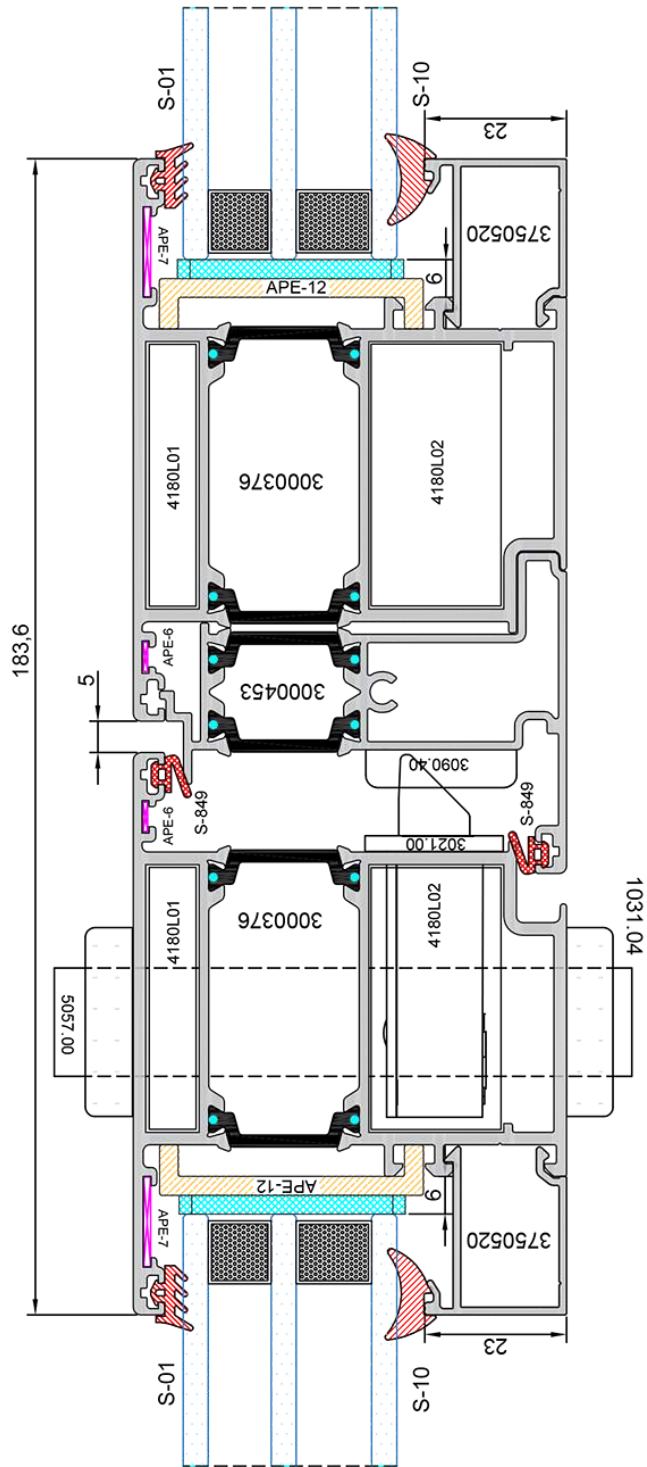 S-01
S-10
23
3750520
APE-7
6
APE-12
4180L01
3000376
4180L02
183,6
APE-6
5
3000453
3090.40
S-849
APE-6
S-849
3021.00
1031.04
4180L01
3000376
4180L02
5057.00
APE-12
APE-7
6
3750520
S-01
S-10
23